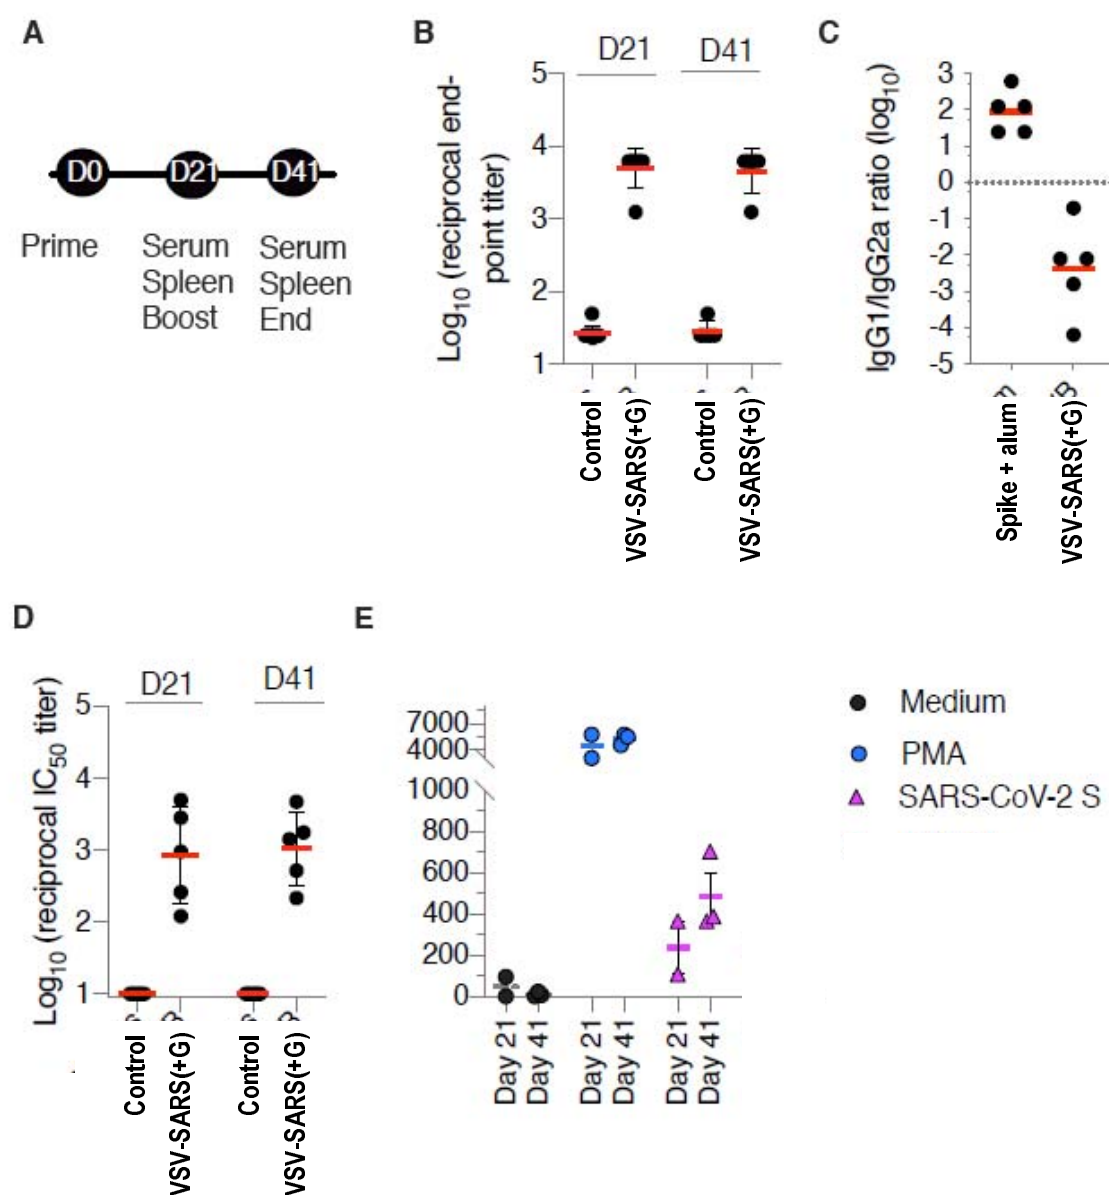 A
D0 D21 D41
Prime
Serum
Spleen
Boost
Serum
Spleen
End
B
D21 D41
Log10 (reciprocal end-
point titer)
5
4
3
2
1
Control
VSV-SARS(+G)
Control
VSV-SARS(+G)
C
IgG1/IgG2a ratio (log10)
3
2
1
0
-1
-2
-3
-4
-5
Spike + alum
VSV-SARS(+G)
D
D21 D41
Log10 (reciprocal IC50 titer)
5
4
3
2
1
Control
VSV-SARS(+G)
Control
VSV-SARS(+G)
E
7000
4000
1000
800
600
400
200
0
Day 21
Day 41
Day 21
Day 41
Day 21
Day 41
Medium
PMA
SARS-CoV-2 S